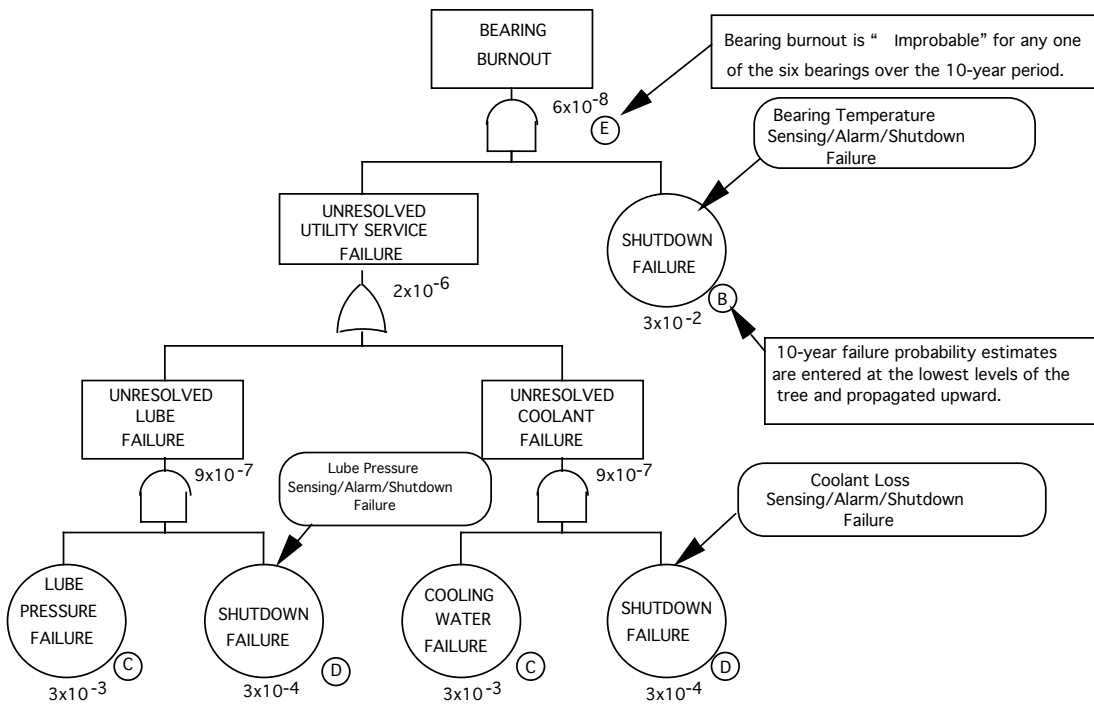 BEARING
BURNOUT
Bearing burnout is “ Improbable” for any one
of the six bearings over the 10-year period.
6x10-8
E
Bearing Temperature
Sensing/Alarm/Shutdown
Failure
UNRESOLVED
UTILITY SERVICE
FAILURE
SHUTDOWN
FAILURE
2x10-6
B
3x10-2
10-year failure probability estimates
are entered at the lowest levels of the
tree and propagated upward.
UNRESOLVED
LUBE
FAILURE
UNRESOLVED
COOLANT
FAILURE
9x10-7
Lube Pressure
Sensing/Alarm/Shutdown
Failure
9x10-7
Coolant Loss
Sensing/Alarm/Shutdown
Failure
LUBE
PRESSURE
FAILURE
C
3x10-3
SHUTDOWN
FAILURE
D
3x10-4
COOLING
WATER
FAILURE
C
3x10-3
SHUTDOWN
FAILURE
D
3x10-4